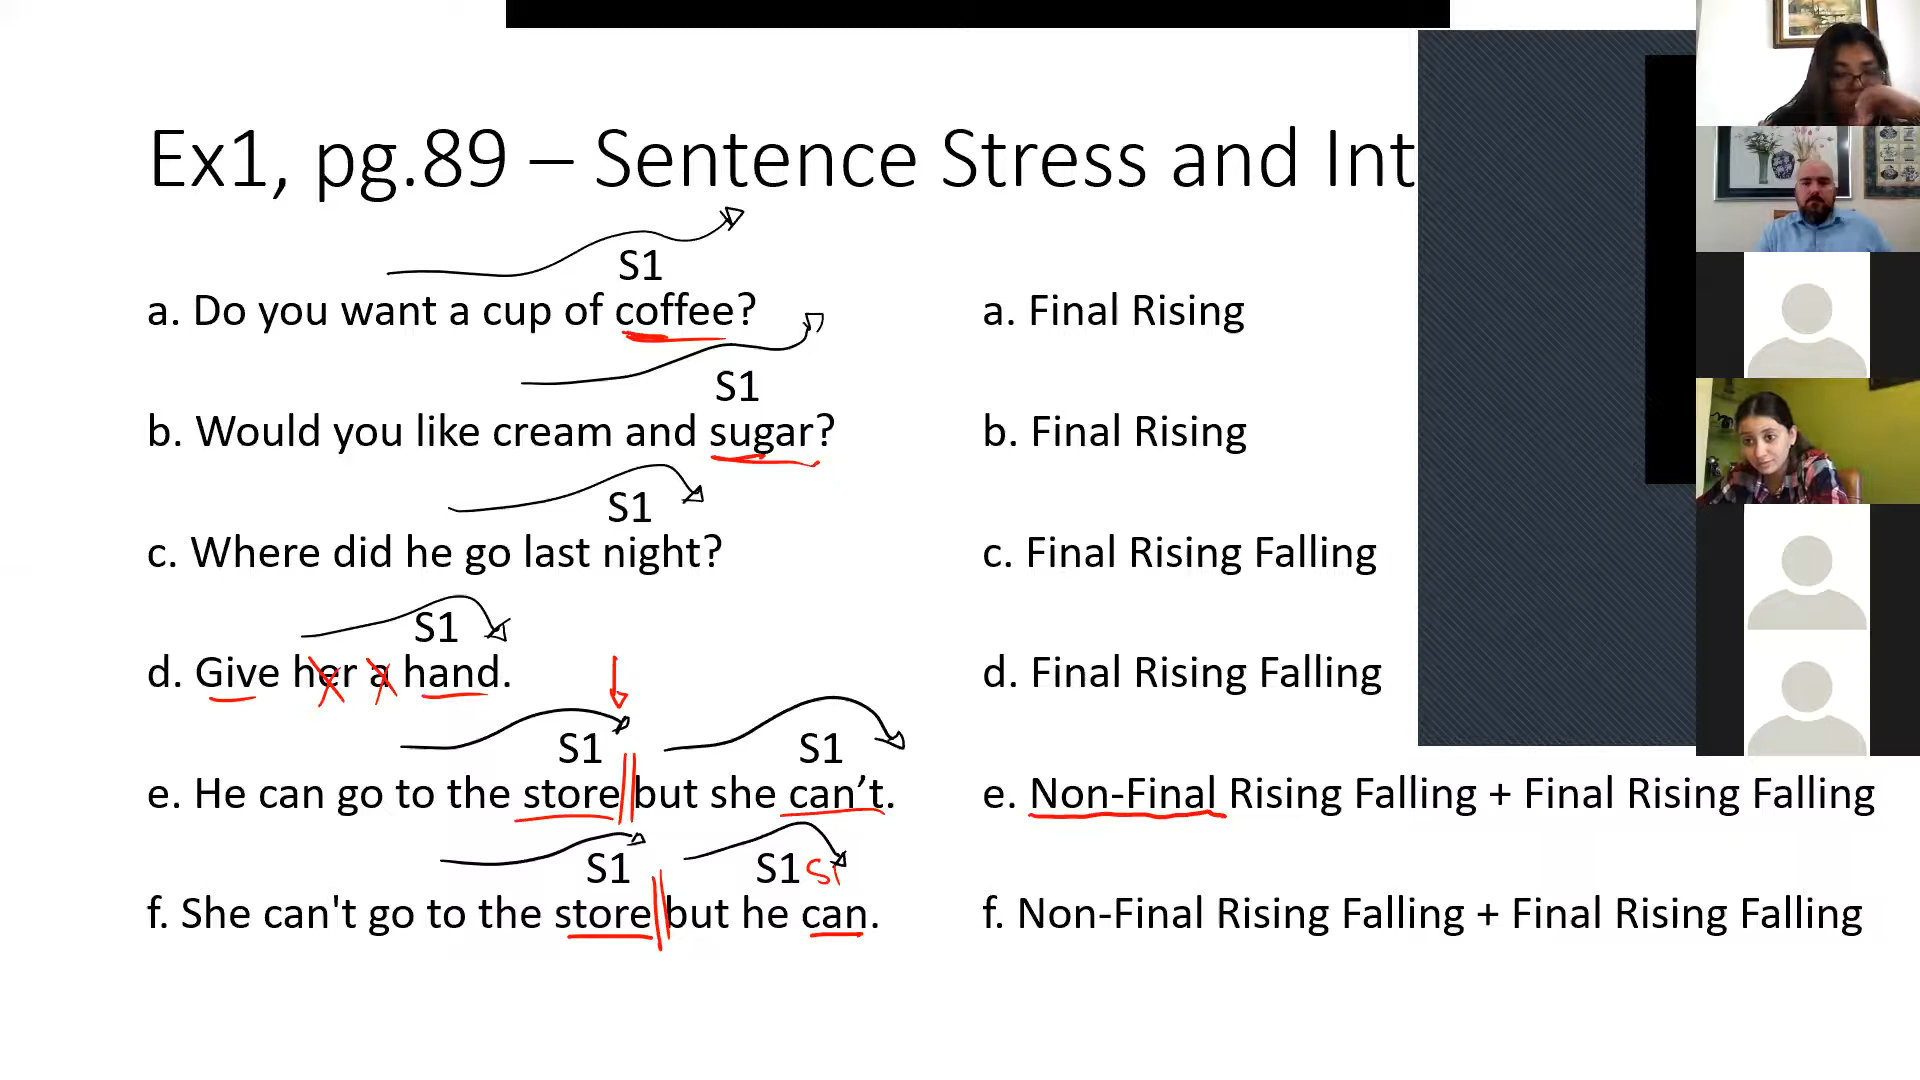 Ex1, pg.89 – Sentence Stress and Int
S1
a. Do you want a cup of coffee?
a. Final Rising
S1
b. Would you like cream and sugar?
b. Final Rising
S1
c. Where did he go last night?
c. Final Rising Falling
S1
d. Give her a hand.
d. Final Rising Falling
S1 S1
e. He can go to the store but she can’t.
e. Non-Final Rising Falling + Final Rising Falling
S1 S1 S1
f. She can't go to the store but he can.
f. Non-Final Rising Falling + Final Rising Falling